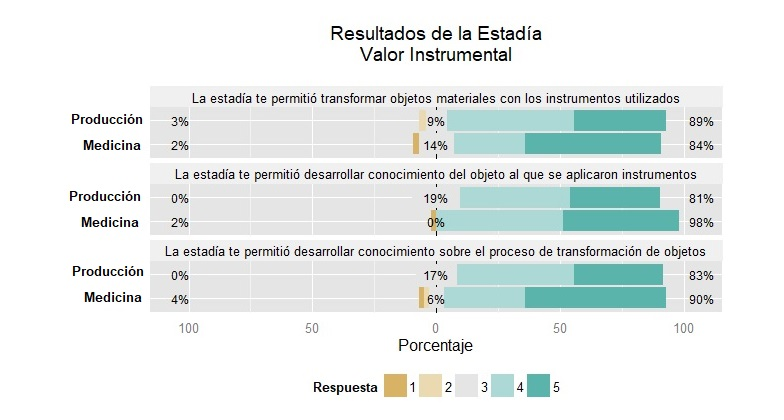 Resultados de la Estadía
Valor Instrumental
La estadía te permitió transformar objetos materiales con los instrumentos utilizados
Producción 3% 9% 89%
Medicina 2% 14% 84%
La estadía te permitió desarrollar conocimiento del objeto al que se aplicaron instrumentos
Producción 0% 19% 81%
Medicina 2% 0% 98%
La estadía te permitió desarrollar conocimiento sobre el proceso de transformación de objetos
Producción 0% 17% 83%
Medicina 4% 6% 90%
100 50 0 50 100
Porcentaje
Respuesta 1 2 3 4 5